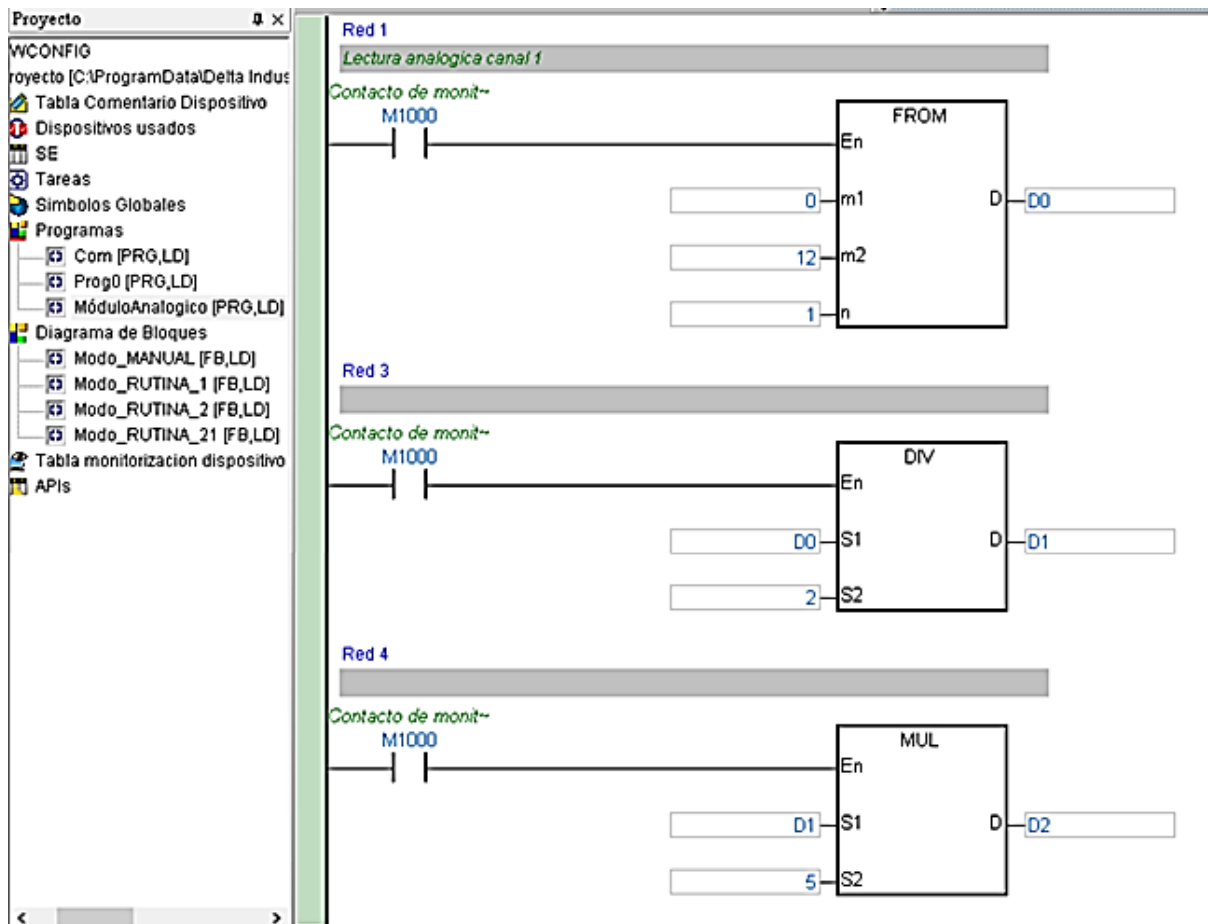 Proyecto
WCONFIG
royecto [C:\ProgramData\Delta Indus
Tabla Comentario Dispositivo
Dispositivos usados
SE
Tareas
Simbolos Globales
Programas
Com [PRG,LD]
Prog0 [PRG,LD]
MóduloAnalogico [PRG,LD]
Diagrama de Bloques
Modo_MANUAL [FB,LD]
Modo_RUTINA_1 [FB,LD]
Modo_RUTINA_2 [FB,LD]
Modo_RUTINA_21 [FB,LD]
Tabla monitorizacion dispositivo
APIs
Red 1
Lectura analogica canal 1
Contacto de monit~
M1000
FROM
En
0 m1 D D0
12 m2
1 n
Red 3
Contacto de monit~
M1000
DIV
En
D0 S1 D D1
2 S2
Red 4
Contacto de monit~
M1000
MUL
En
D1 S1 D D2
5 S2